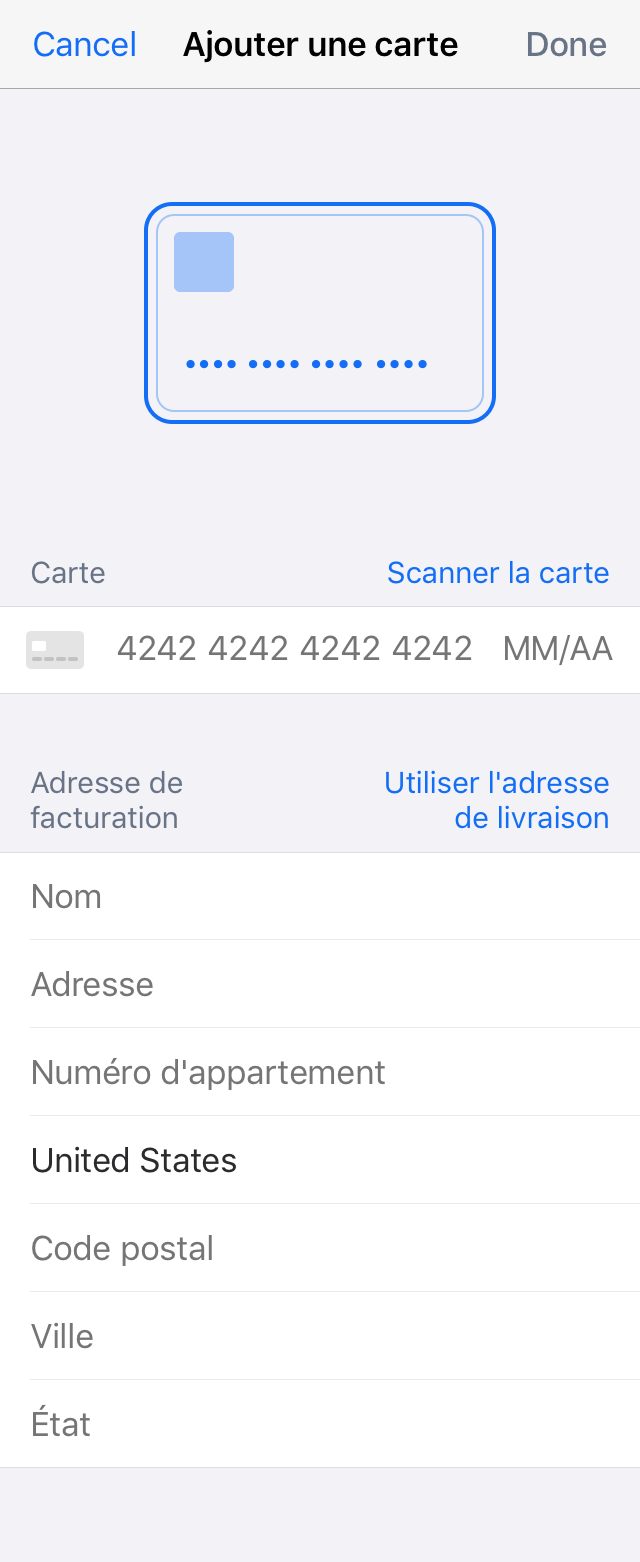 Cancel Ajouter une carte Done
•••• •••• •••• ••••
Carte Scanner la carte
4242 4242 4242 4242 MM/AA
Adresse de facturation
Utiliser l'adresse de livraison
Nom
Adresse
Numéro d'appartement
United States
Code postal
Ville
État